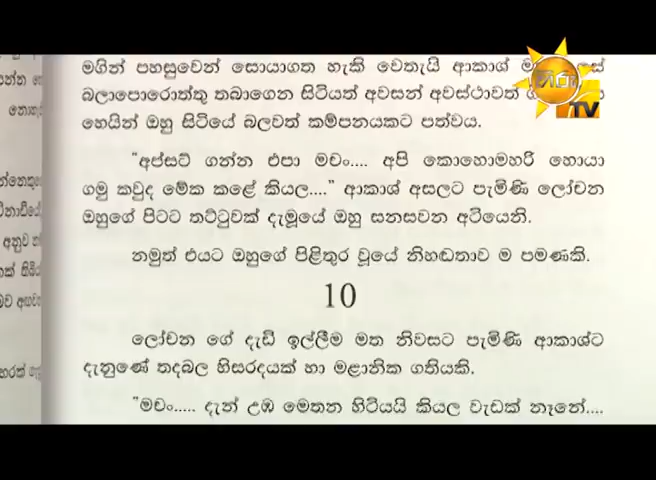 මගින් පහසුවෙන් සොයාගත හැකි වෙතැයි ආකාශ්
බලාපොරොත්තු තබාගෙන සිටියත් අවසන් අවස්ථාවත්
හෙයින් ඔහු සිටියේ බලවත් කම්පනයකට පත්වය.
"අප්සට් ගන්න එපා මචං.... අපි කොහොමහරි හොයා
ගමු කවුද මේක කළේ කියල...." ආකාශ් අසලට පැමිණි ලෝචන
ඔහුගේ පිටට තට්ටුවක් දැමූයේ ඔහු සනසවන අටියෙනි.
නමුත් එයට ඔහුගේ පිළිතුර වූයේ නිහඬතාව ම පමණකි.
10
ලෝචන ගේ දැඩි ඉල්ලීම මත නිවසට පැමිණි ආකාශ්ට
දැනුණේ තදබල හිසරදයක් හා මළානික ගතියකි.
"මචං..... දැන් උඹ මෙතන හිටියයි කියල වැඩක් නෑනේ....
හිරු
TV